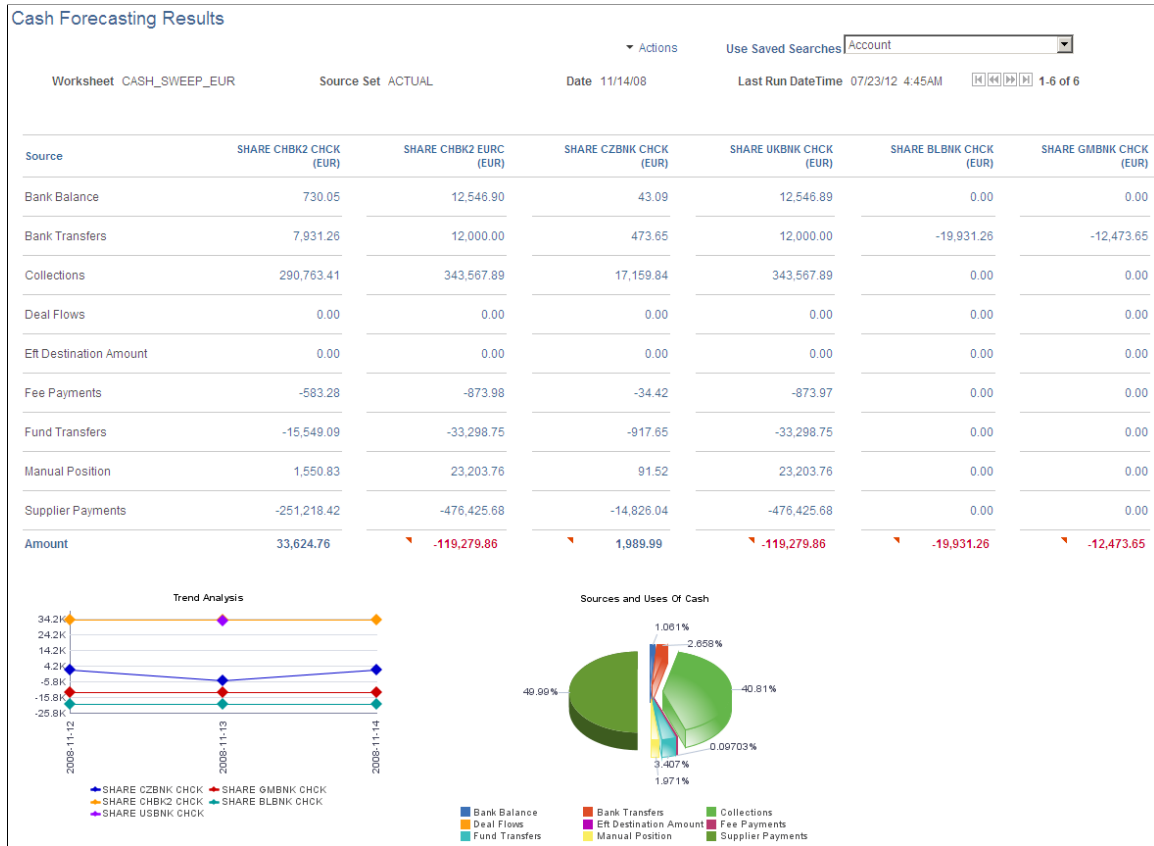 Cash Forecasting Results
Actions Use Saved Searches Account
Worksheet CASH_SWEEP_EUR Source Set ACTUAL Date 11/14/08 Last Run DateTime 07/23/12 4:45AM 1-6 of 6
Source SHARE CHBK2 CHCK (EUR) SHARE CHBK2 EURC (EUR) SHARE CZBNK CHCK (EUR) SHARE UKBNK CHCK (EUR) SHARE BLBNK CHCK (EUR) SHARE GMBNK CHCK (EUR)
Bank Balance 730.05 12,546.90 43.09 12,546.89 0.00 0.00
Bank Transfers 7,931.26 12,000.00 473.65 12,000.00 -19,931.26 -12,473.65
Collections 290,763.41 343,567.89 17,159.84 343,567.89 0.00 0.00
Deal Flows 0.00 0.00 0.00 0.00 0.00 0.00
Eft Destination Amount 0.00 0.00 0.00 0.00 0.00 0.00
Fee Payments -583.28 -873.98 -34.42 -873.97 0.00 0.00
Fund Transfers -15,549.09 -33,298.75 -917.65 -33,298.75 0.00 0.00
Manual Position 1,550.83 23,203.76 91.52 23,203.76 0.00 0.00
Supplier Payments -251,218.42 -476,425.68 -14,826.04 -476,425.68 0.00 0.00
Amount 33,624.76 -119,279.86 1,989.99 -119,279.86 -19,931.26 -12,473.65
Trend Analysis
34.2K
24.2K
14.2K
4.2K
-5.8K
-15.8K
-25.8K
2008-11-12
2008-11-13
2008-11-14
SHARE CZBNK CHCK SHARE GMBNK CHCK
SHARE CHBK2 CHCK SHARE BLBNK CHCK
SHARE USBNK CHCK
Sources and Uses Of Cash
1.061%
2.658%
49.99%
40.81%
0.09703%
3.407%
1.971%
Bank Balance Bank Transfers Collections
Deal Flows Eft Destination Amount Fee Payments
Fund Transfers Manual Position Supplier Payments